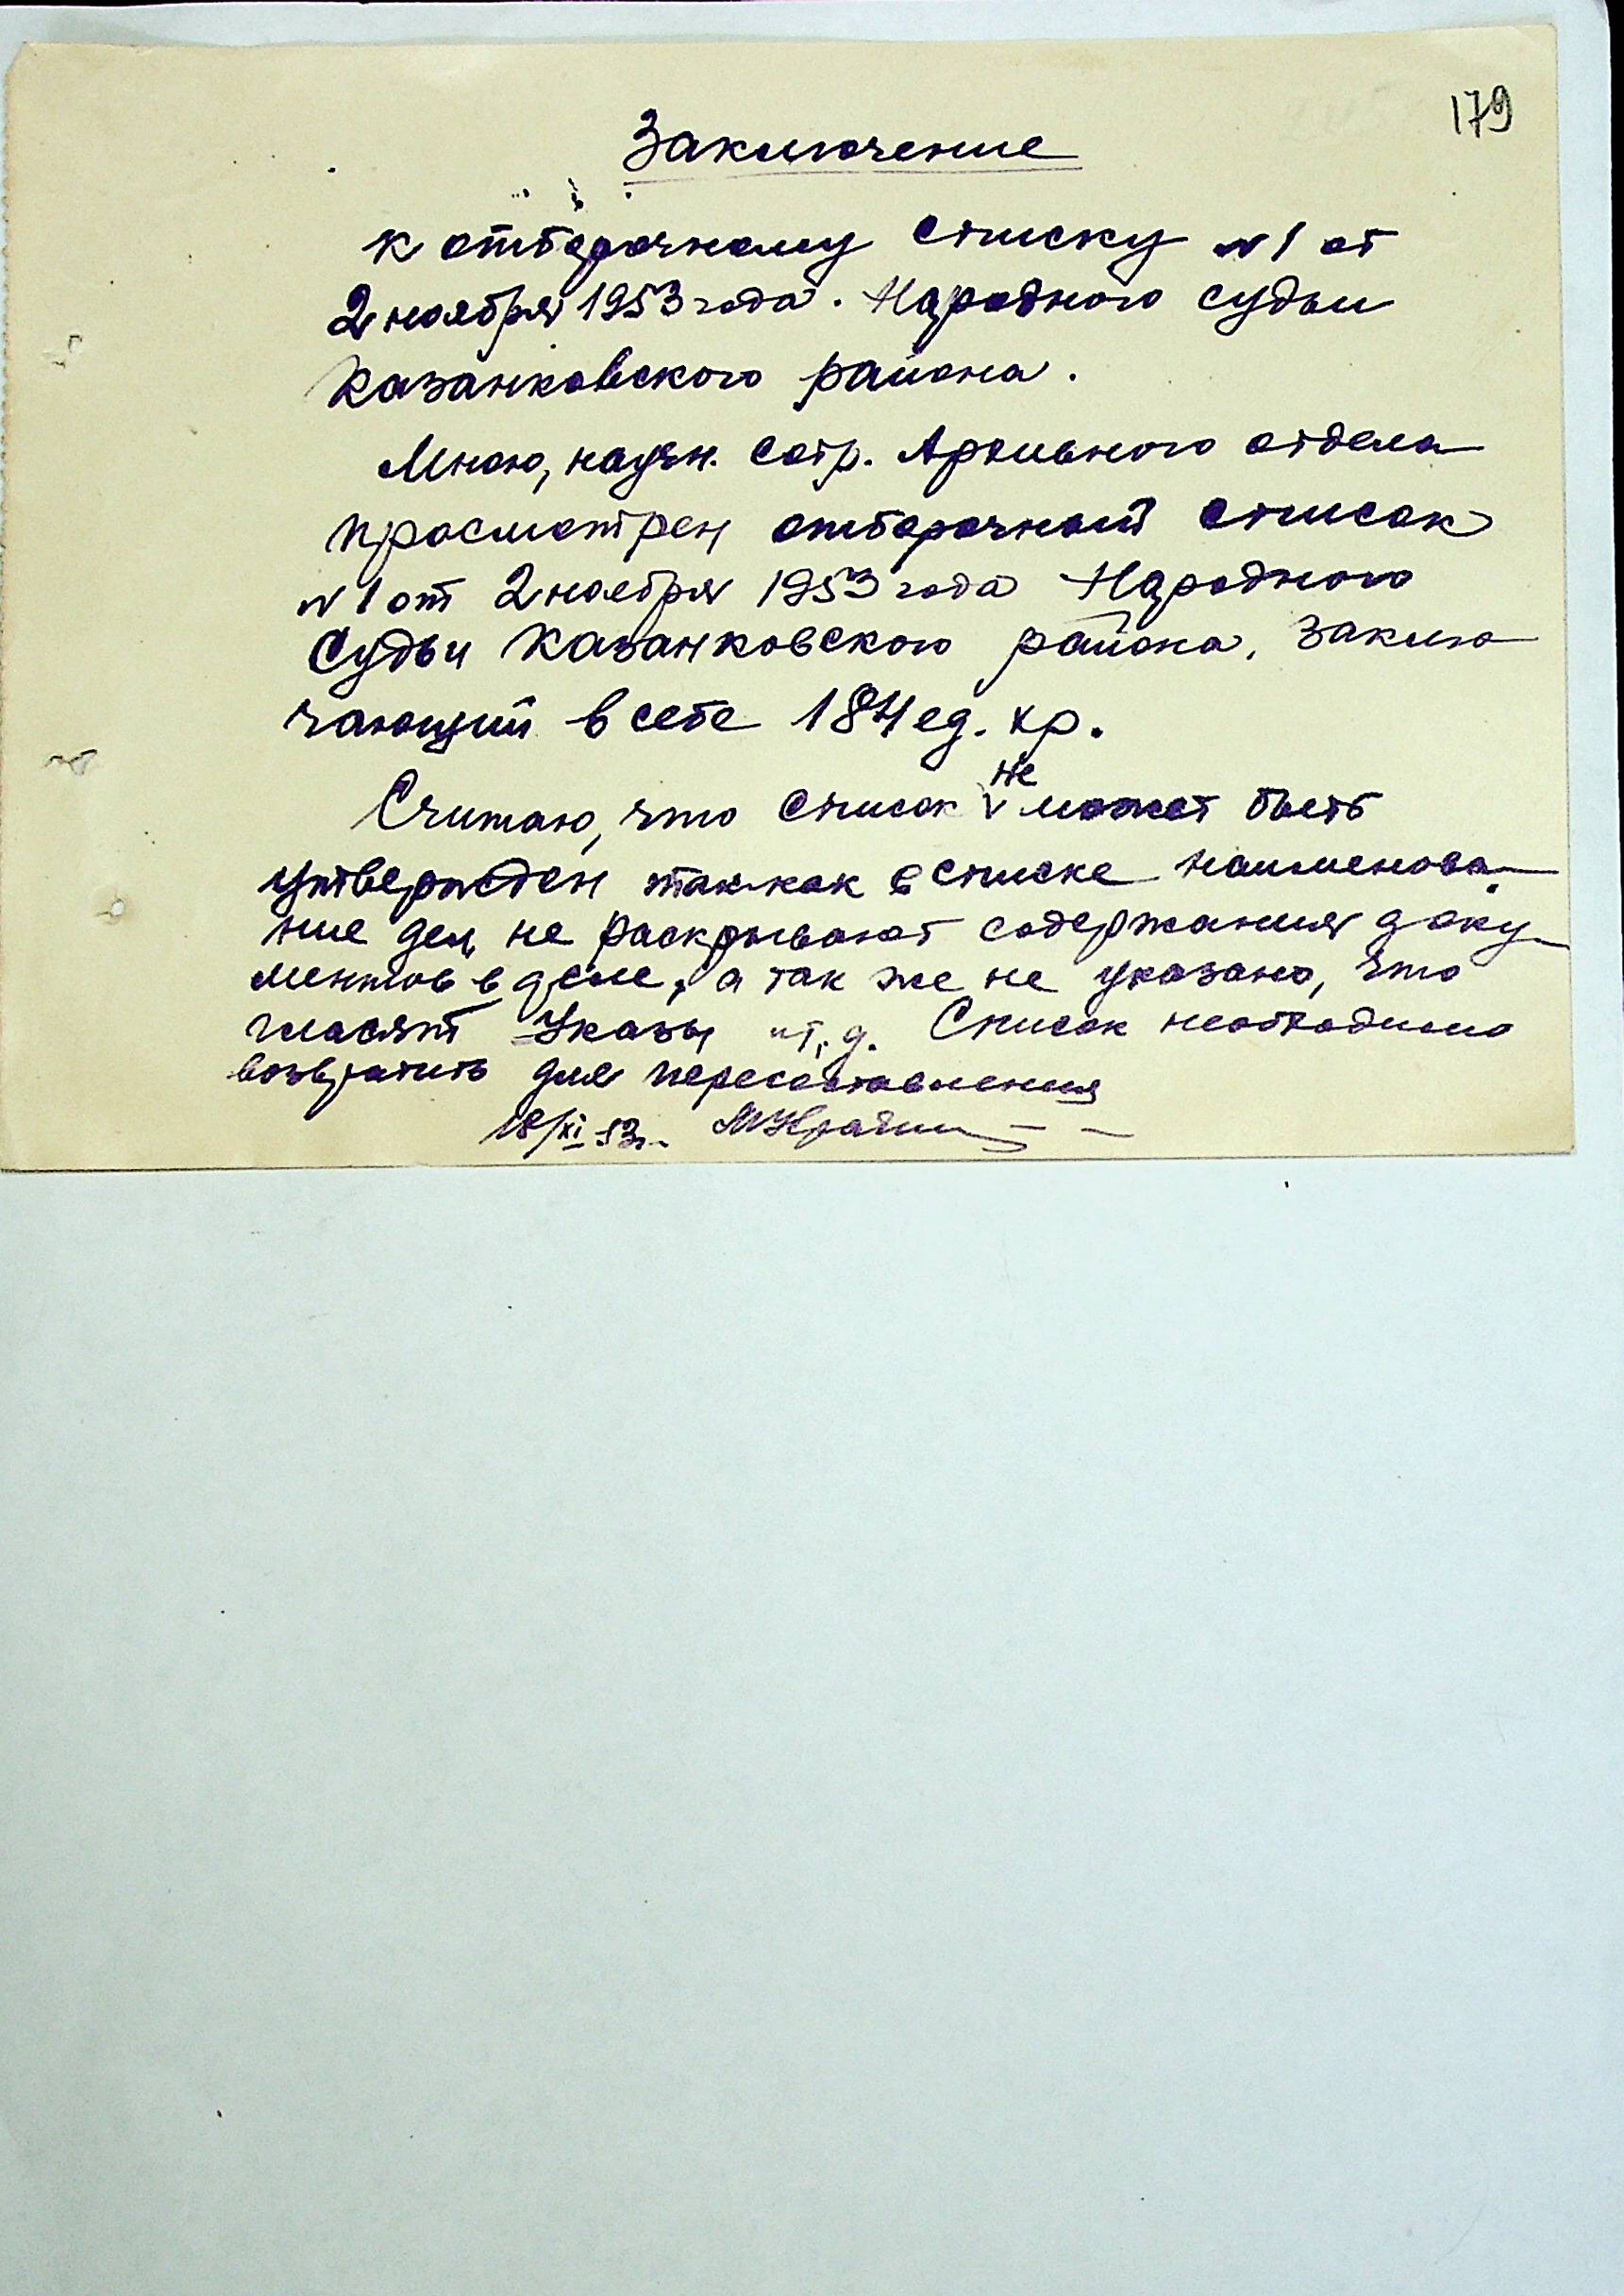 179
Заключение
к отборочному списку №1 от
2 ноября 1953 года. Народного судьи
Казанковского района.
Мною, научн. сотр. Архивного отдела
просмотрен отборочный список
№1 от 2 ноября 1953 года Народного
Судьи Казанковского района, заклю
чающий в себе 184 ед. хр.
Считаю, что список не может быть
утвержден так как в списке наименова-
ние дел не раскрывают содержания доку-
ментов в деле, а так же не указано, что
гласят Указы и т.д. Список необходимо
возвратить для пересоставления
18/XI-53г.